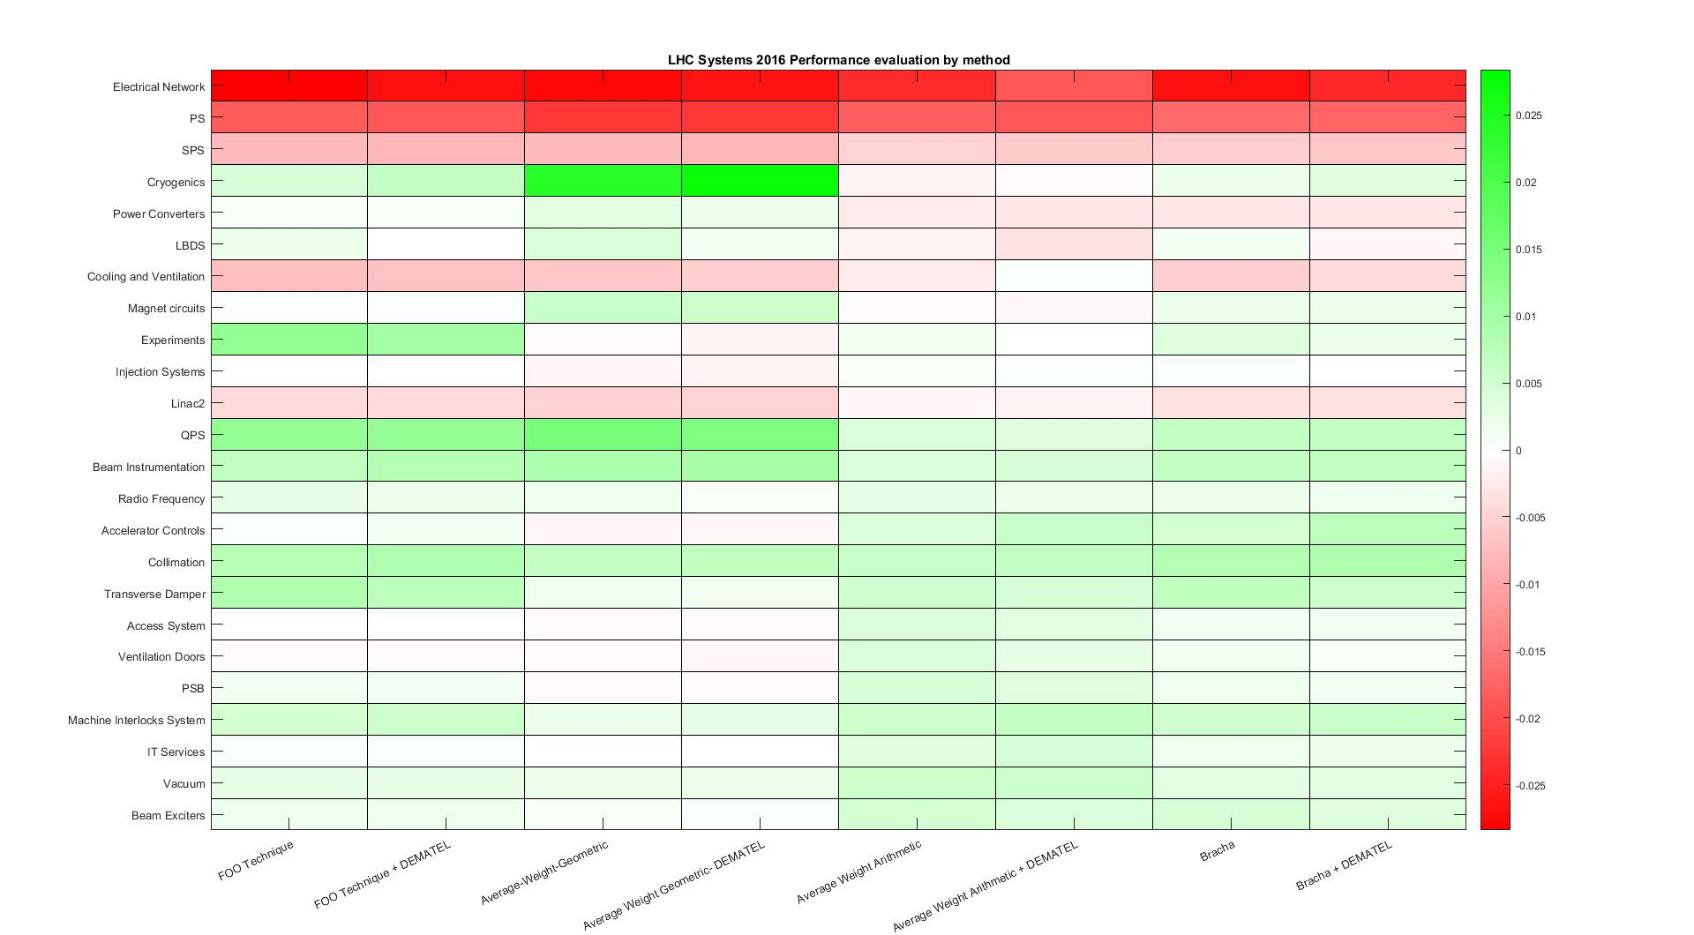 LHC Systems 2016 Performance evaluation by method
Electrical Network
PS
SPS
Cryogenics
Power Converters
LBDS
Cooling and Ventilation
Magnet circuits
Experiments
Injection Systems
Linac2
QPS
Beam Instrumentation
Radio Frequency
Accelerator Controls
Collimation
Transverse Damper
Access System
Ventilation Doors
PSB
Machine Interlocks System
IT Services
Vacuum
Beam Exciters
FOO Technique
FOO Technique + DEMATEL
Average-Weight-Geometric
Average Weight Geometric- DEMATEL
Average Weight Arithmetic
Average Weight Arithmetic + DEMATEL
Bracha
Bracha + DEMATEL
0.025
0.02
0.015
0.01
0.005
0
-0.005
-0.01
-0.015
-0.02
-0.025